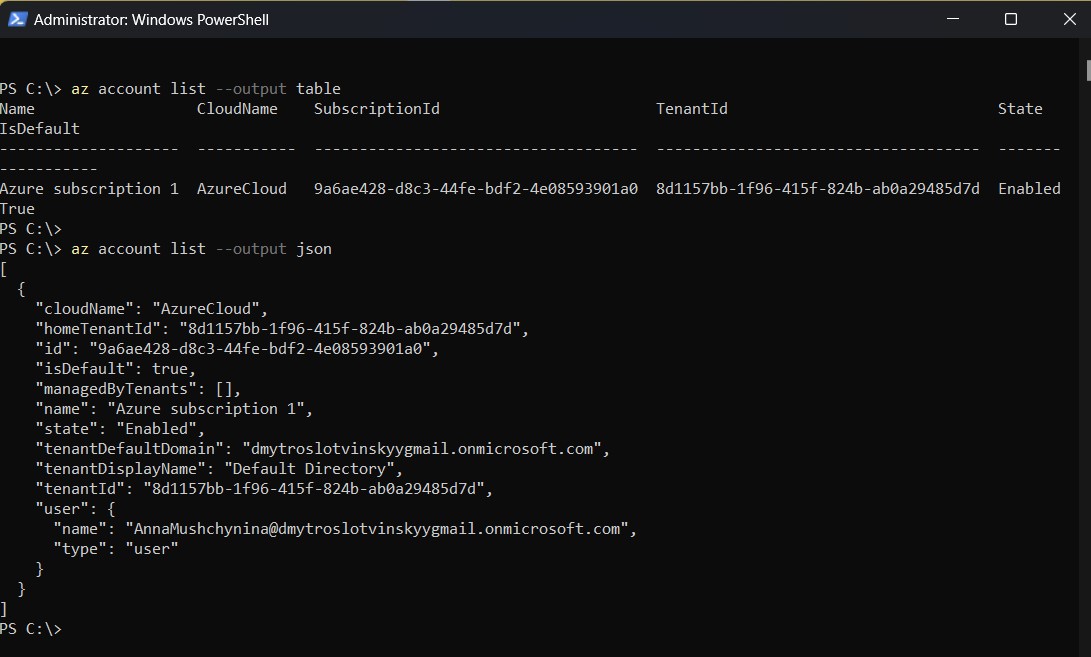 Administrator: Windows PowerShell
PS C:\> az account list --output table
Name                  CloudName    SubscriptionId                        TenantId                              State
IsDefault
--------------------  -----------  ------------------------------------  ------------------------------------  -------
-----------
Azure subscription 1  AzureCloud   9a6ae428-d8c3-44fe-bdf2-4e08593901a0  8d1157bb-1f96-415f-824b-ab0a29485d7d  Enabled
True
PS C:\>
PS C:\> az account list --output json
[
  {
    "cloudName": "AzureCloud",
    "homeTenantId": "8d1157bb-1f96-415f-824b-ab0a29485d7d",
    "id": "9a6ae428-d8c3-44fe-bdf2-4e08593901a0",
    "isDefault": true,
    "managedByTenants": [],
    "name": "Azure subscription 1",
    "state": "Enabled",
    "tenantDefaultDomain": "dmytroslotvinskyygmail.onmicrosoft.com",
    "tenantDisplayName": "Default Directory",
    "tenantId": "8d1157bb-1f96-415f-824b-ab0a29485d7d",
    "user": {
      "name": "AnnaMushchynina@dmytroslotvinskyygmail.onmicrosoft.com",
      "type": "user"
    }
  }
]
PS C:\>